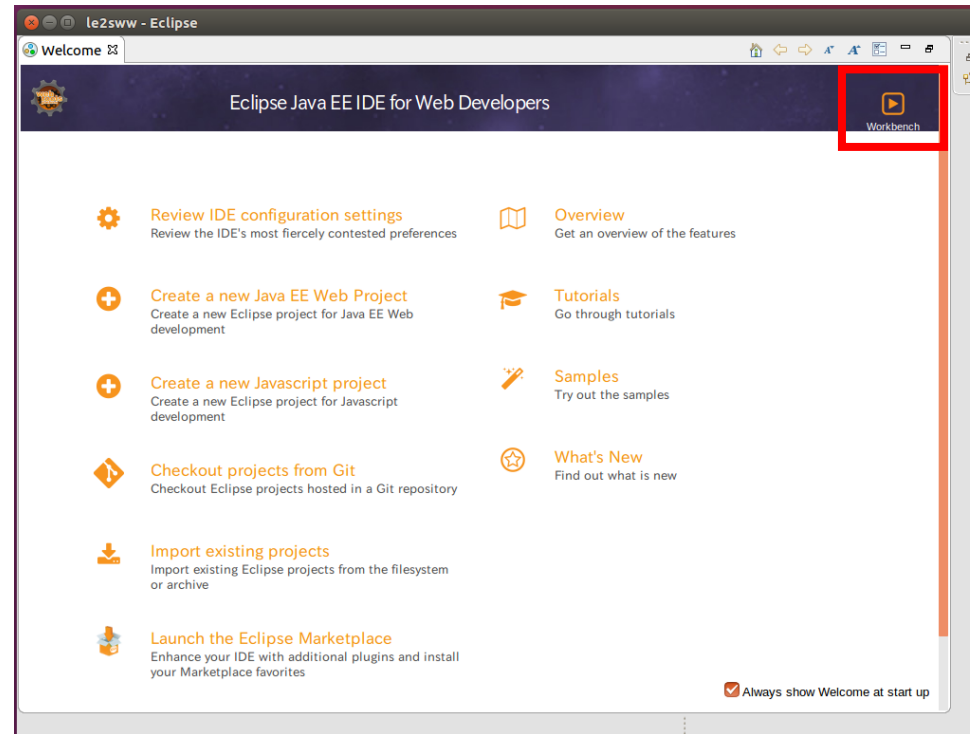 le2sww - Eclipse
Welcome
Eclipse Java EE IDE for Web Developers
Workbench
Review IDE configuration settings
Review the IDE's most fiercely contested preferences
Create a new Java EE Web Project
Create a new Eclipse project for Java EE Web
development
Create a new Javascript project
Create a new Eclipse project for Javascript
development
Checkout projects from Git
Checkout Eclipse projects hosted in a Git repository
Import existing projects
Import existing Eclipse projects from the filesystem
or archive
Launch the Eclipse Marketplace
Enhance your IDE with additional plugins and install
your Marketplace favorites
Overview
Get an overview of the features
Tutorials
Go through tutorials
Samples
Try out the samples
What's New
Find out what is new
Always show Welcome at start up